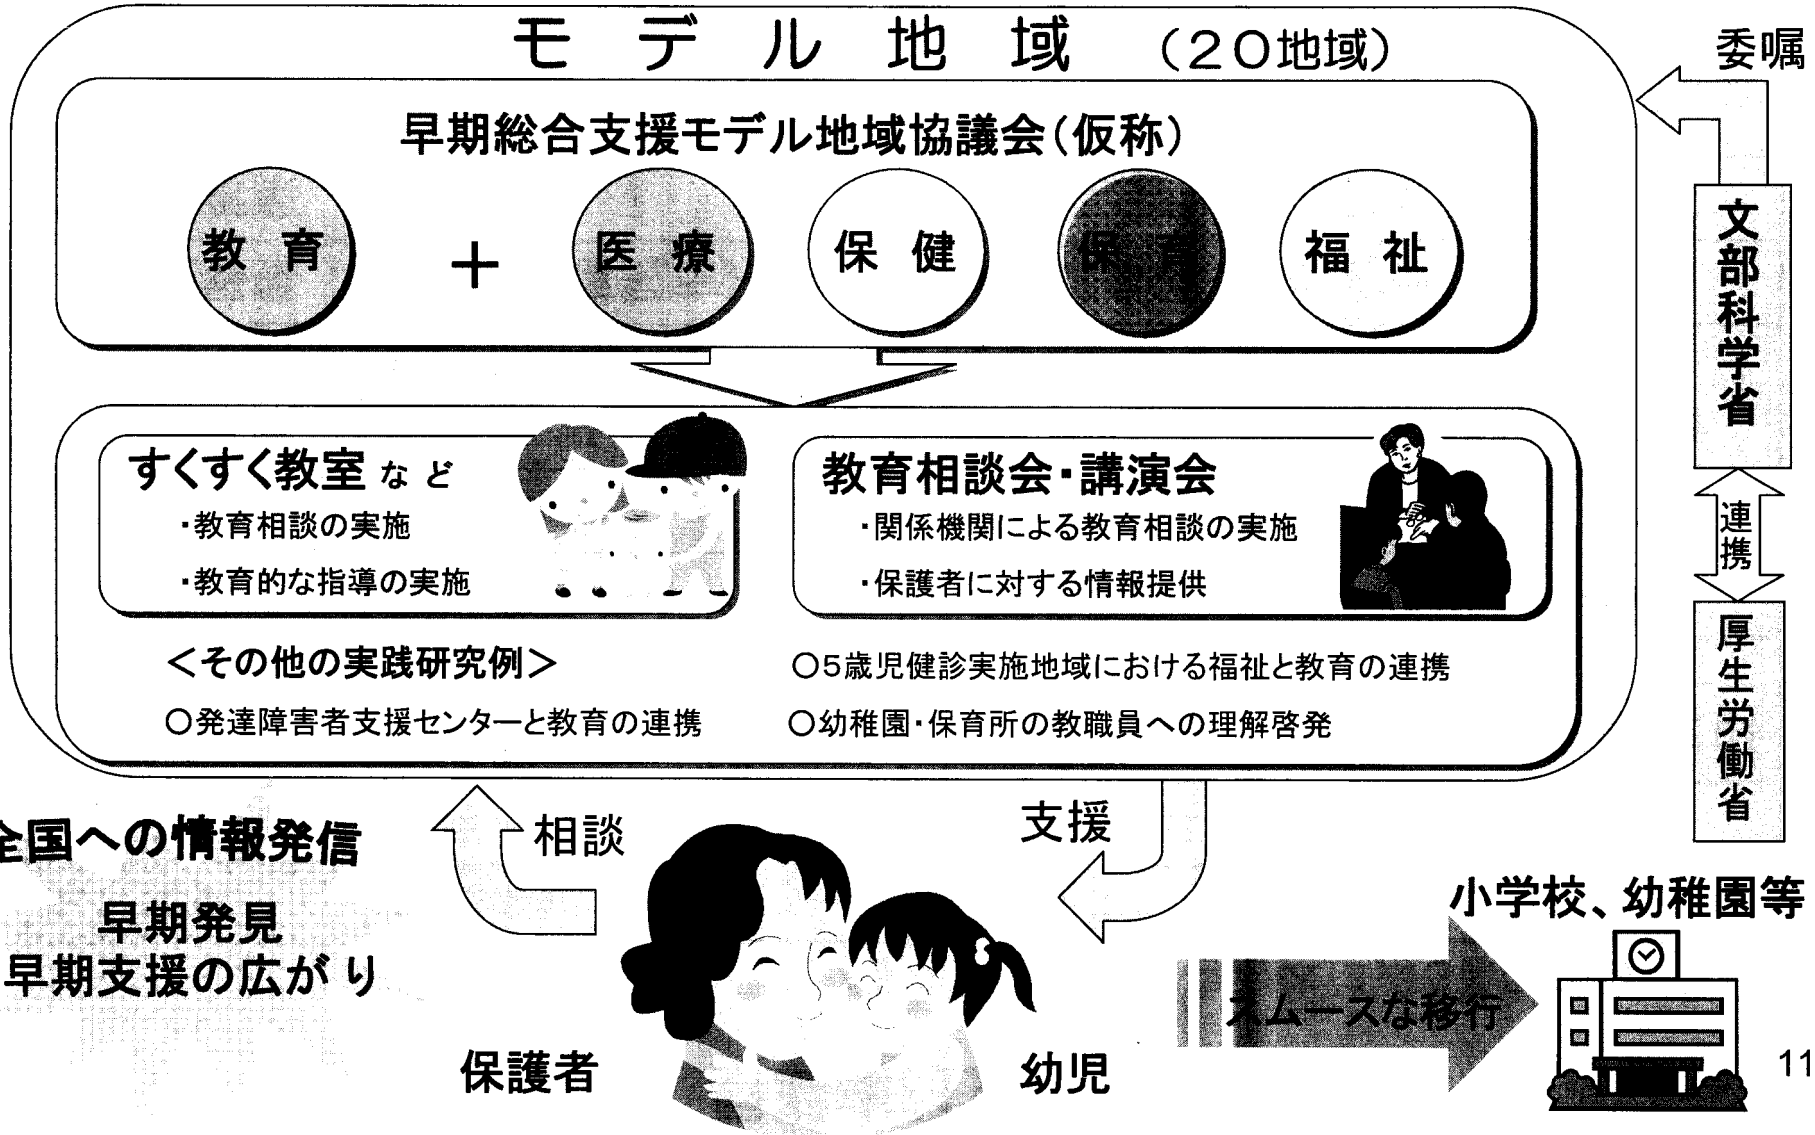 モデル地域(20地域)
委嘱
早期総合支援モデル地域協議会(仮称)
教育
+
医療
保健
保育
福祉
文部科学省
連携
厚生労働省
すくすく教室など
・教育相談の実施
・教育的な指導の実施
教育相談会・講演会
・関係機関による教育相談の実施
・保護者に対する情報提供
<その他の実践研究例>
○5歳児健診実施地域における福祉と教育の連携
○発達障害者支援センターと教育の連携
○幼稚園・保育所の教職員への理解啓発
全国への情報発信
早期発見
早期支援の広がり
相談
支援
保護者
幼児
スムースな移行
小学校、幼稚園等
11